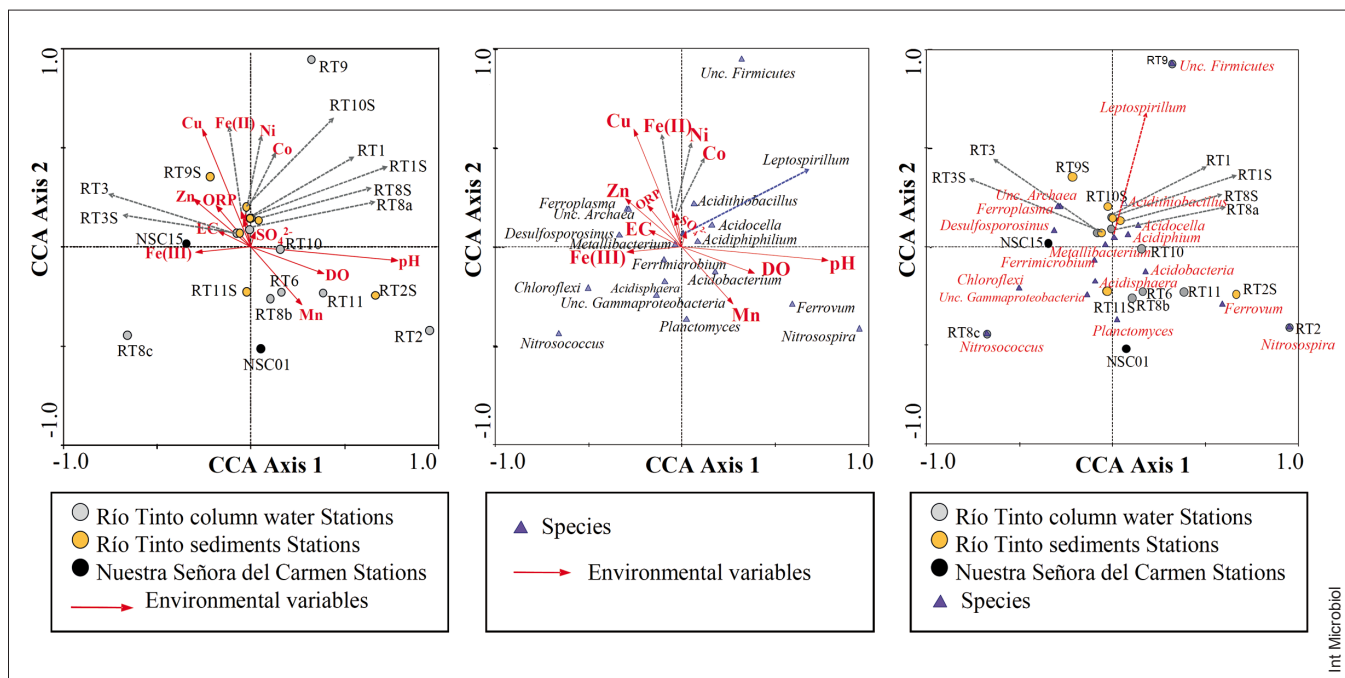 CCA Axis 2
1.0
-1.0
-1.0
CCA Axis 1
1.0
RT9
RT10S
Cu
Fe(II)
Ni
Co
RT1
RT1S
RT9S
RT8S
RT3
Zn
ORP
RT8a
RT3S
EC
SO₄²⁻
NSC15
RT10
Fe(III)
pH
DO
RT11S
RT6
RT11
RT2S
RT8b
Mn
RT8c
RT2
NSC01
Río Tinto column water Stations
Río Tinto sediments Stations
Nuestra Señora del Carmen Stations
Environmental variables
CCA Axis 2
1.0
-1.0
-1.0
CCA Axis 1
1.0
Unc. Firmicutes
Cu
Fe(II)
Ni
Co
Leptospirillum
Zn
ORP
Acidithiobacillus
Ferroplasma
Unc. Archaea
SO₄²⁻
Acidocella
Desulfosporosimus
EC
Acidiphiphilium
Metallibacterium
Fe(III)
Ferrimicrobium
DO
pH
Chloroflexi
Acidisphaera
Acidobacterium
Unc. Gammaproteobacteria
Mn
Ferrovum
Planctomyces
Nitrosococcus
Nitrosospira
Species
Environmental variables
CCA Axis 2
1.0
-1.0
-1.0
CCA Axis 1
1.0
RT9
Unc. Firmicutes
Leptospirillum
RT3
RT9S
RT1
RT3S
RT1S
Unc. Archaea
RT10S
RT8S
Ferroplasma
Acidithiobacillus
RT8a
Desulfosporosimus
Acidocella
NSC15
Acidiphium
Metallibacterium
RT10
Ferrimicrobium
Acidobacteria
Chloroflexi
Acidisphaera
Unc. Gammaproteobacteria
RT6
RT11
RT2S
RT11S
RT8b
Ferrovum
RT8c
Planctomyces
RT2
Nitrosococcus
NSC01
Nitrosospira
Río Tinto column water Stations
Río Tinto sediments Stations
Nuestra Señora del Carmen Stations
Species
Int Microbiol